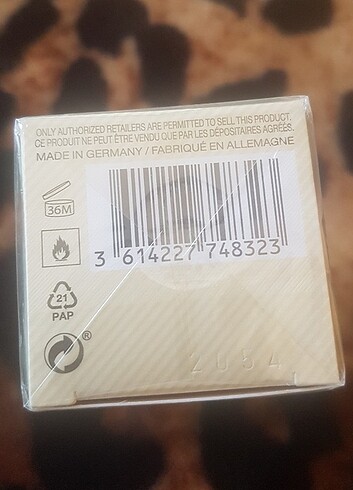 ONLY AUTHORIZED RETAILERS ARE PERMITTED TO SELL THIS PRODUCT.
CE PRODUIT NE PEUT ÊTRE VENDU QUE PAR LES DÉPOSITAIRES AGRÉÉS.
MADE IN GERMANY / FABRIQUÉ EN ALLEMAGNE
36M
3 614227 748323
21
PAP
®
2054